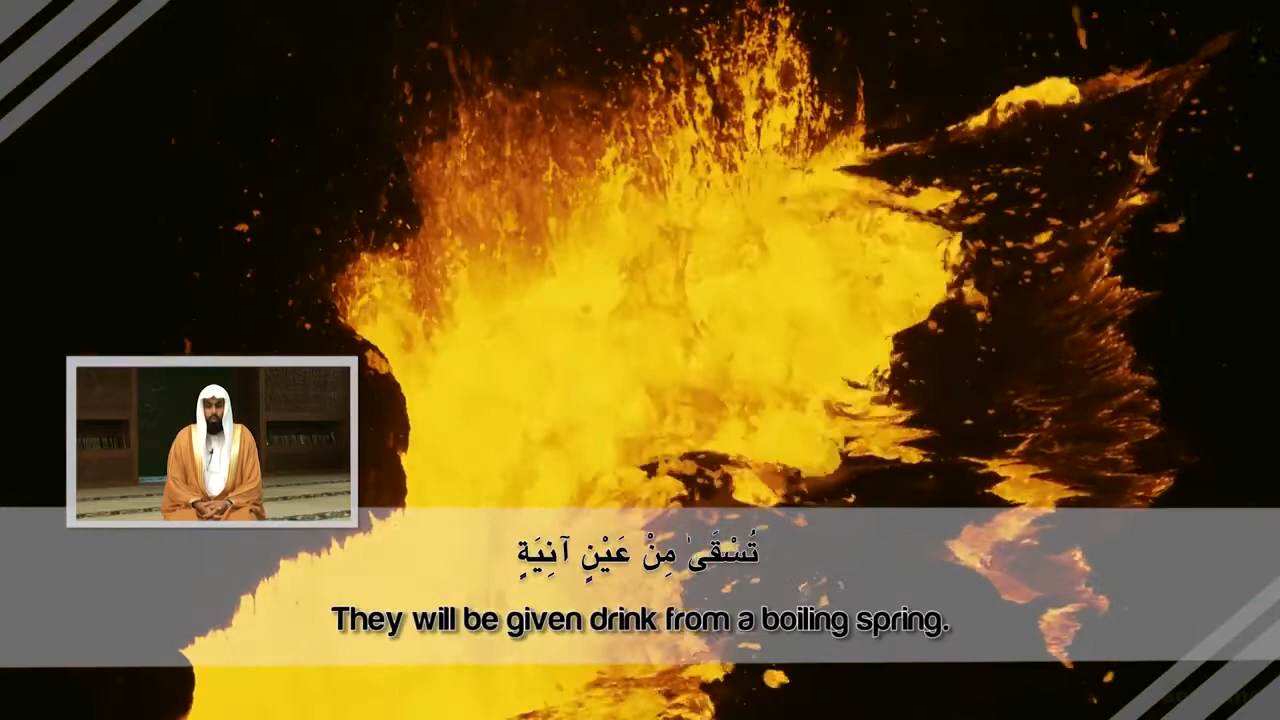 تُسْقَىٰ مِنْ عَيْنٍ آنِيَةٍ
They will be given drink from a boiling spring.